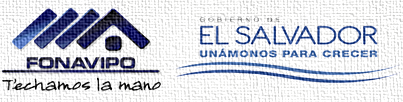 FONAVIPO
Techamos la mano
GOBIERNO DE
EL SALVADOR
UNÁMONOS PARA CRECER